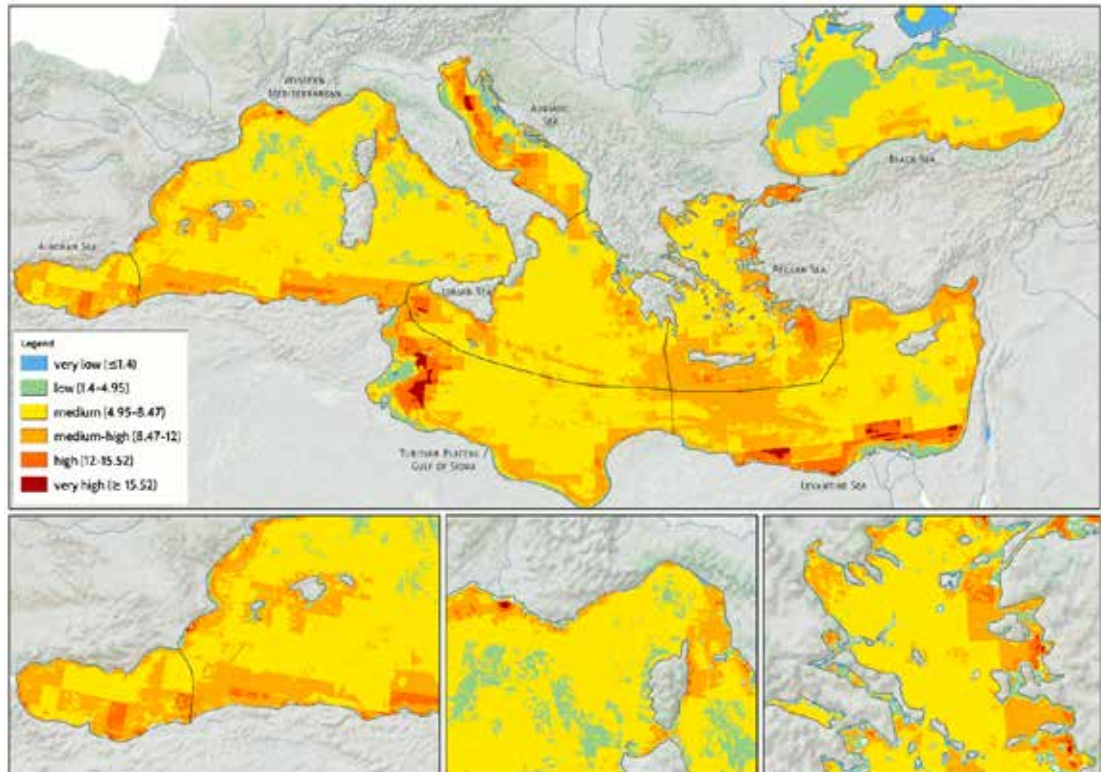 WESTERN
MEDITERRANEAN
ADRIATIC
SEA
BLACK SEA
ALBORAN SEA
IONIAN SEA
AEGEAN SEA
Legend
very low (≤1.4)
low (1.4-4.95)
medium (4.95-8.47)
medium-high (8.47-12)
high (12-15.52)
very high (≥ 15.52)
TUNISIAN PLATEAU
GULF OF SIDRA
LEVANTINE SEA